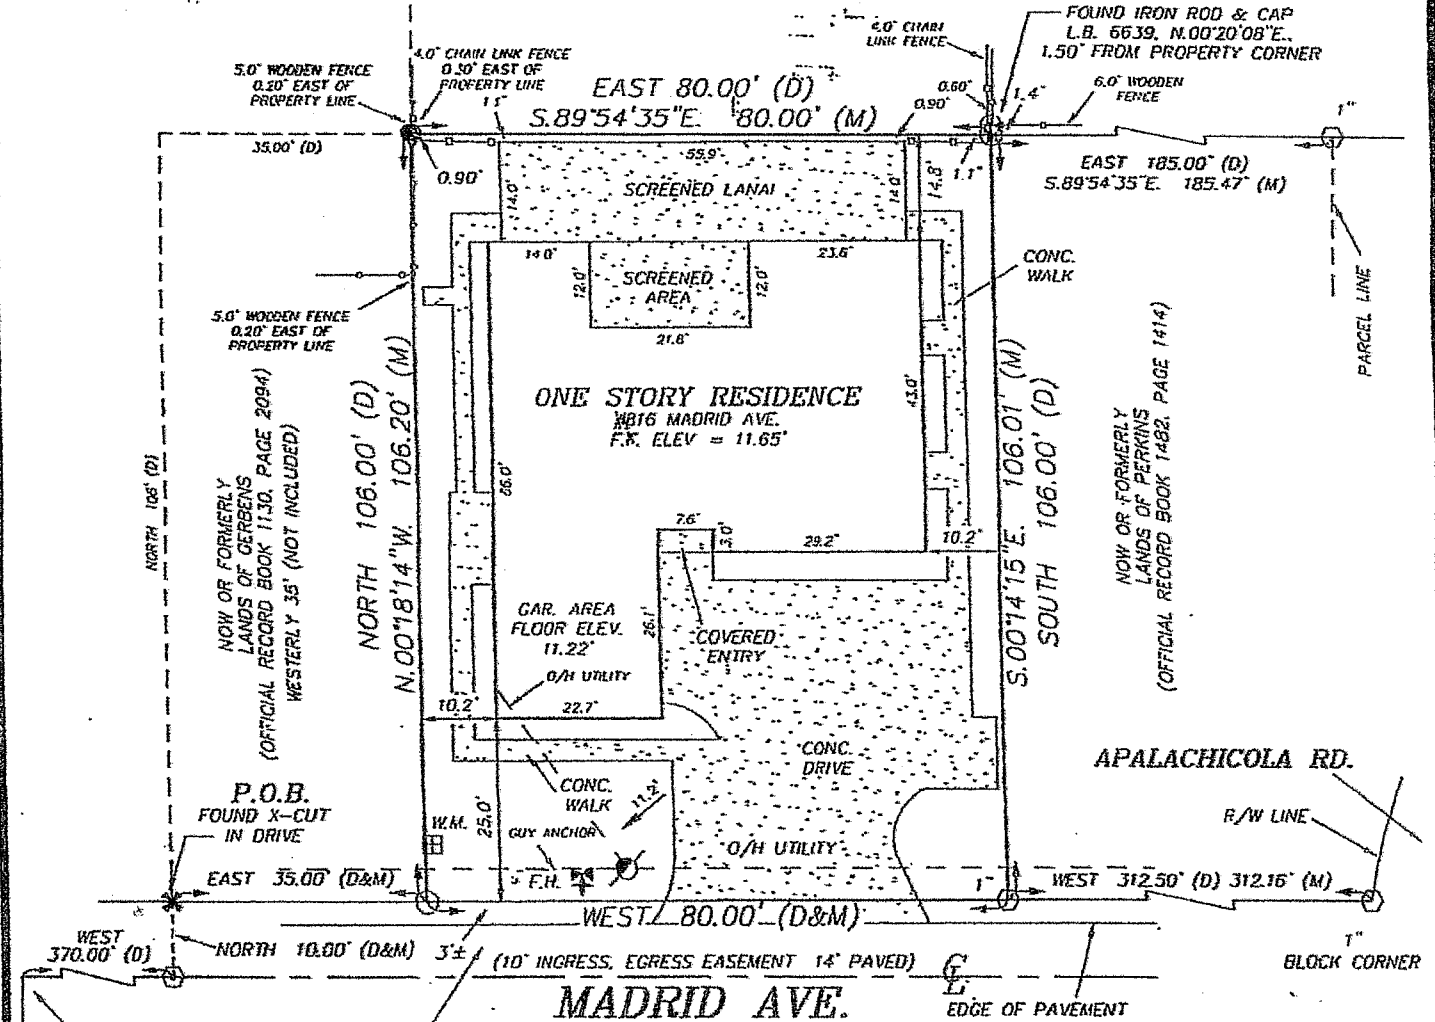 FOUND IRON ROD & CAP
L.B. 6639, N.00°20'08"E.,
1.50' FROM PROPERTY CORNER
CHAIN
LINK FENCE
4.0' CHAIN LINK FENCE
EAST OF
PROPERTY LINE
1.1'
5.0' WOODEN FENCE
0.20' EAST OF
PROPERTY LINE
EAST 80.00' (D)
S.89°54'35"E. 80.00' (M)
0.60'
0.90'
1.4'
6.0' WOODEN
FENCE
1"
35.00' (D)
0.90'
55.9'
SCREENED LANAI
14.0'
14.0'
14.8'
1.1'
EAST 185.00' (D)
S.89°54'35"E. 185.47' (M)
14.0'
23.6'
12.0'
SCREENED
AREA
12.0'
21.8'
CONC.
WALK
PARCEL LINE
5.0' WOODEN FENCE
0.20' EAST OF
PROPERTY LINE
ONE STORY RESIDENCE
816 MADRID AVE.
ELEV = 11.65'
43.0'
66.0'
NORTH 106' (D)
NOW OR FORMERLY
LANDS OF GERBENS
(OFFICIAL RECORD BOOK 1130, PAGE 2094)
WESTERLY 35' (NOT INCLUDED)
NORTH 106.00' (D)
N.00°18'14"W. 106.20' (M)
S.00°14'15"E. 106.01' (M)
SOUTH 106.00' (D)
NOW OR FORMERLY
LANDS OF PERKINS
(OFFICIAL RECORD BOOK 1482, PAGE 1414)
7.6'
3.0'
29.2'
10.2'
GAR. AREA
FLOOR ELEV.
11.22'
26.1'
COVERED
ENTRY
O/H UTILITY
10.2'
22.7'
CONC.
DRIVE
CONC.
WALK
11.2'
25.0'
APALACHICOLA RD.
R/W LINE
P.O.B.
FOUND X-CUT
IN DRIVE
W.M.
GUY ANCHOR
O/H UTILITY
F.H.
EAST 35.00' (D&M)
1"
WEST 312.50' (D) 312.16' (M)
WEST 80.00' (D&M)
WEST
370.00' (D)
NORTH 10.00' (D&M)
3'±
(10' INGRESS, EGRESS EASEMENT 14' PAVED)
CL
1"
BLOCK CORNER
MADRID AVE.
EDGE OF PAVEMENT